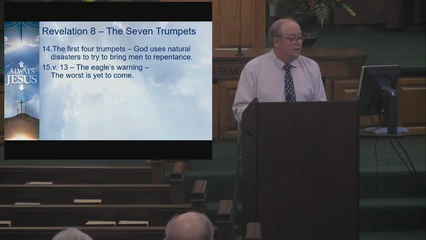 Revelation 8 – The Seven Trumpets
14.The first four trumpets – God uses natural
disasters to try to bring men to repentance.
15.v. 13 – The eagle's warning –
The worst is yet to come.
ALWAYS
JESUS